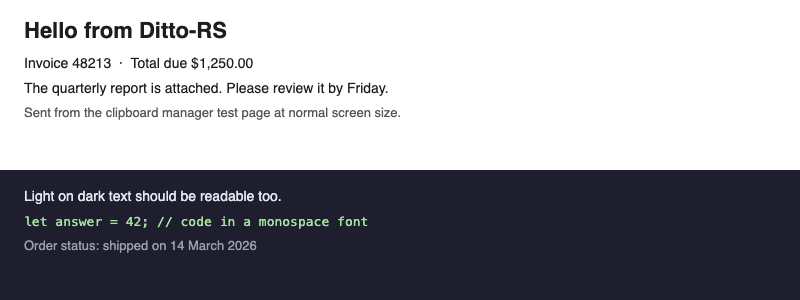 Hello from Ditto-RS
Invoice 48213 · Total due $1,250.00
The quarterly report is attached. Please review it by Friday.
Sent from the clipboard manager test page at normal screen size.
Light on dark text should be readable too.
let answer = 42; // code in a monospace font
Order status: shipped on 14 March 2026